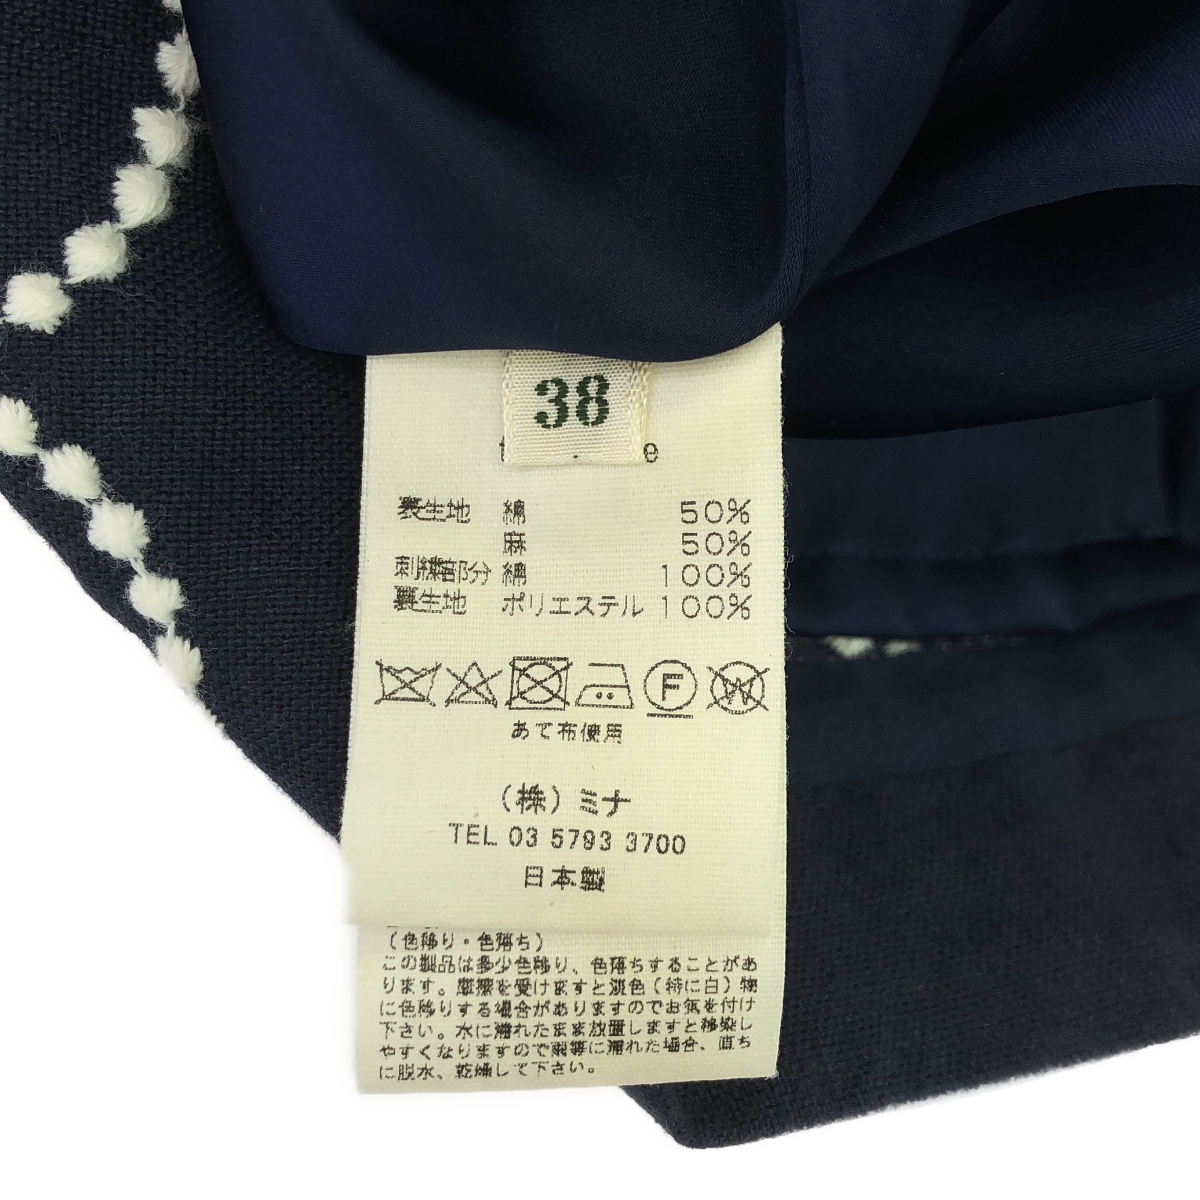 38
表生地 綿 50%
麻 50%
刺繍部分 綿 100%
裏生地 ポリエステル 100%
F W
あて布使用
(株)ミナ
TEL 03 5793 3700
日本製
(色移り・色落ち)
この製品は多少色移り、色落ちすることがあ
ります。摩擦を受けますと淡色(特に白)物
に色移りする場合がありますのでお気を付け
下さい。水に濡れたまま放置しますと移染し
やすくなりますので雨等に濡れた場合、直ち
に脱水、乾燥して下さい。